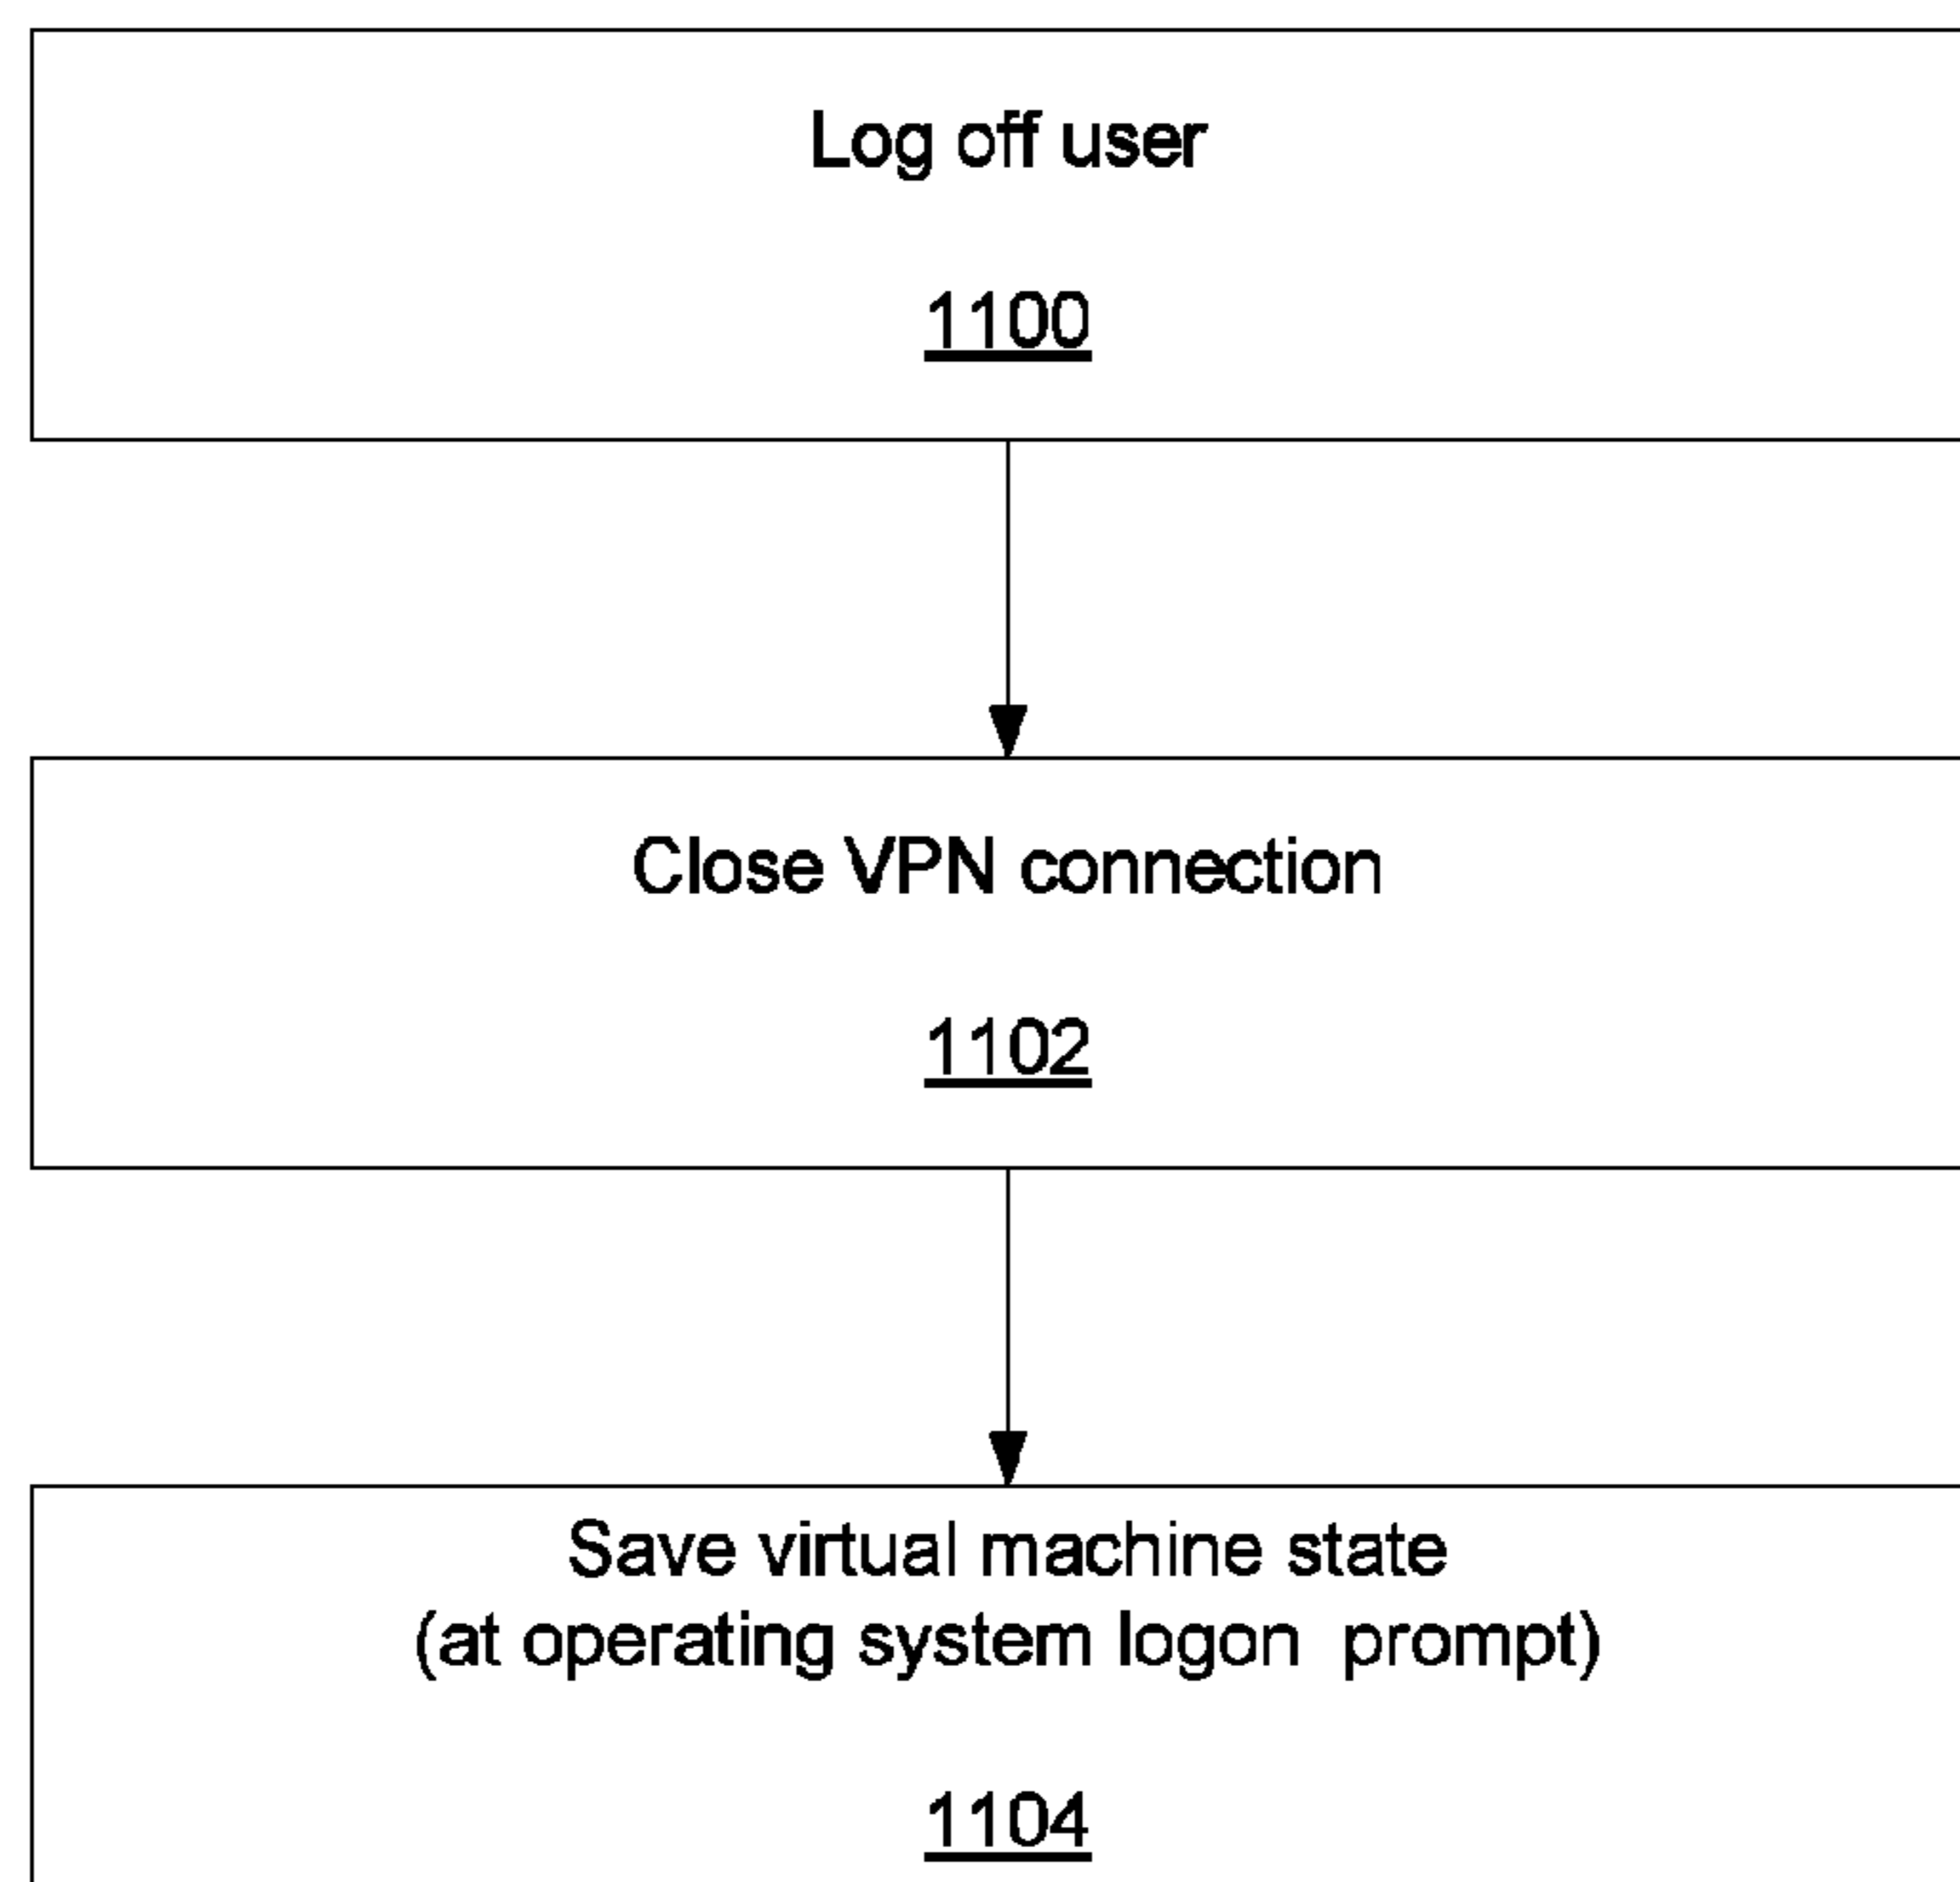 Log off user
1100
Close VPN connection
1102
Save virtual machine state
(at operating system logon prompt)
1104